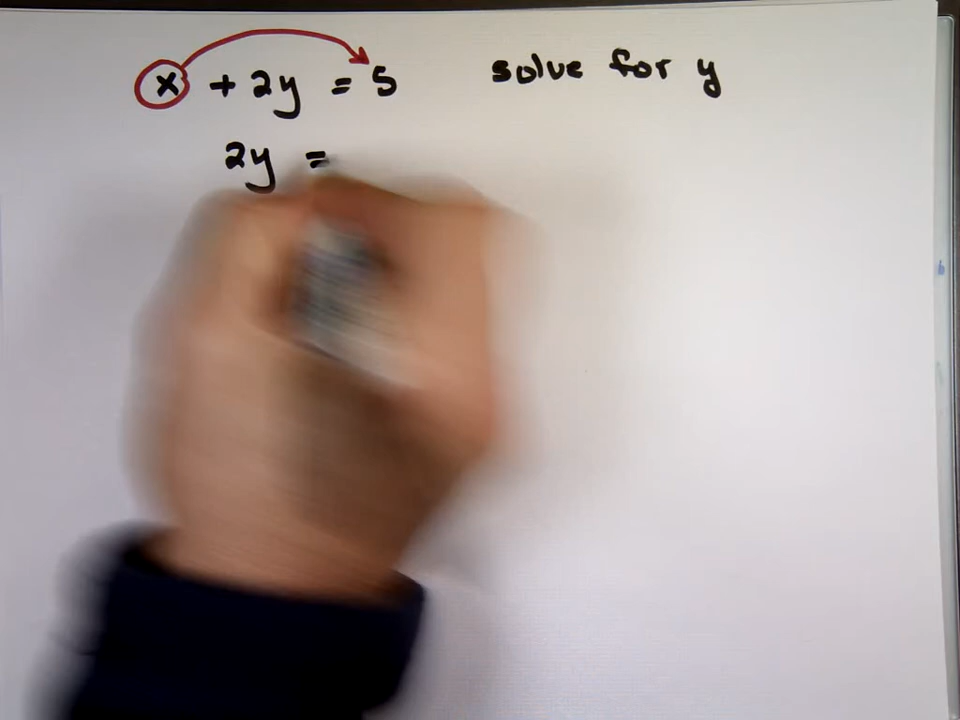 x + 2y = 5 solve for y
2y =